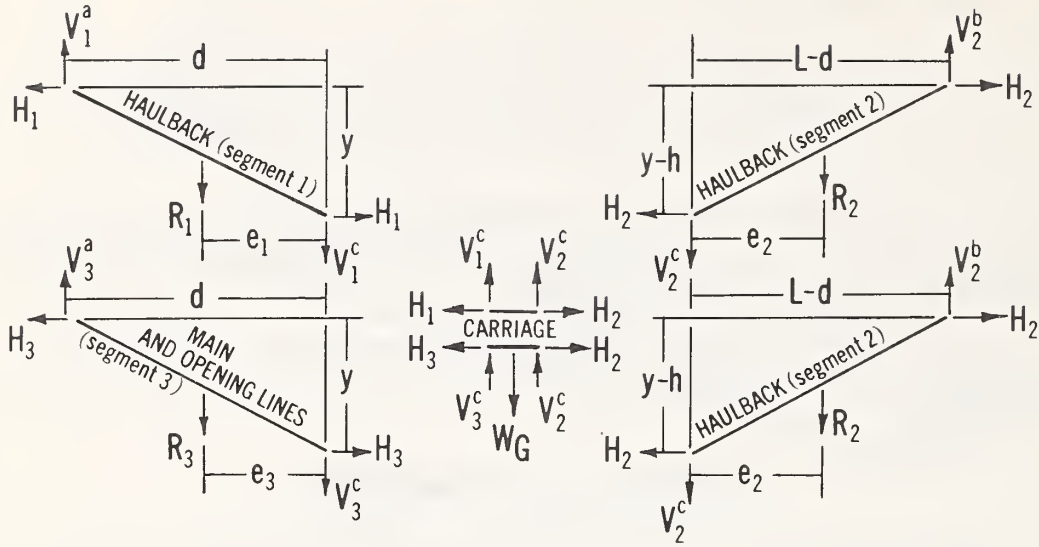 V₁ᵃ
d
H₁
HAULBACK (segment 1)
y
R₁
e₁
H₁
V₁ᶜ
V₂ᵇ
L-d
H₂
HAULBACK (segment 2)
y-h
R₂
H₂
e₂
V₂ᶜ
V₁ᶜ V₂ᶜ
H₁ H₂
CARRIAGE
H₃ H₂
V₃ᶜ V₂ᶜ
W_G
V₃ᵃ
d
H₃
MAIN
AND OPENING LINES
(segment 3)
y
R₃
e₃
H₃
V₃ᶜ
V₂ᵇ
L-d
H₂
HAULBACK (segment 2)
y-h
R₂
H₂
e₂
V₂ᶜ